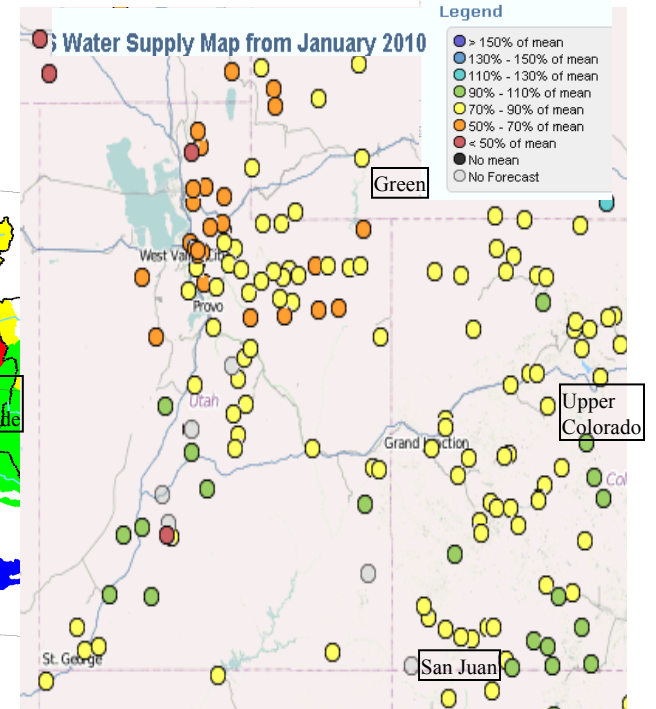 Legend
S Water Supply Map from January 2010
> 150% of mean
130% - 150% of mean
110% - 130% of mean
90% - 110% of mean
70% - 90% of mean
50% - 70% of mean
< 50% of mean
No mean
No Forecast
Green
West Valley City
Provo
Utah
de
Upper
Colorado
Grand Junction
Col
St. George
San Juan